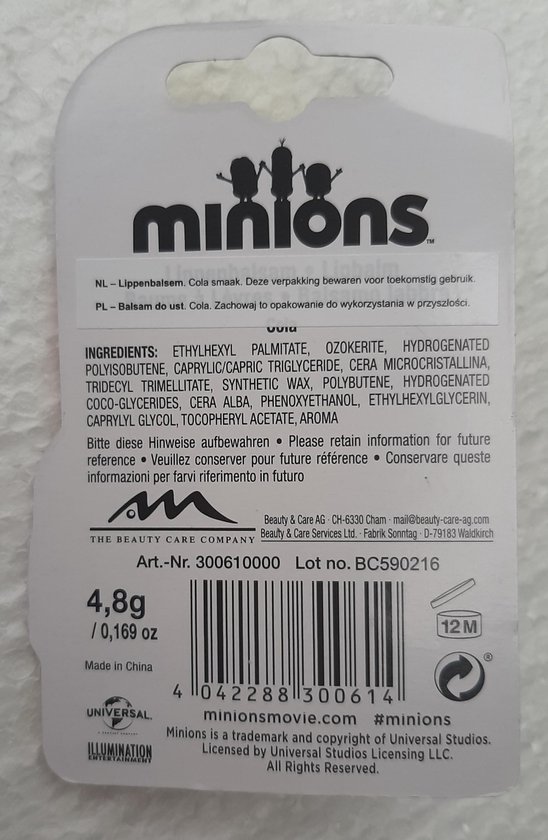 minions™
NL – Lippenbalsem. Cola smaak. Deze verpakking bewaren voor toekomstig gebruik.
PL – Balsam do ust. Cola. Zachowaj to opakowanie do wykorzystania w przyszłości.
Cola
INGREDIENTS: ETHYLHEXYL PALMITATE, OZOKERITE, HYDROGENATED
POLYISOBUTENE, CAPRYLIC/CAPRIC TRIGLYCERIDE, CERA MICROCRISTALLINA,
TRIDECYL TRIMELLITATE, SYNTHETIC WAX, POLYBUTENE, HYDROGENATED
COCO-GLYCERIDES, CERA ALBA, PHENOXYETHANOL, ETHYLHEXYLGLYCERIN,
CAPRYLYL GLYCOL, TOCOPHERYL ACETATE, AROMA
Bitte diese Hinweise aufbewahren • Please retain information for future
reference • Veuillez conserver pour future référence • Conservare queste
informazioni per farvi riferimento in futuro
THE BEAUTY CARE COMPANY
Beauty & Care AG · CH-6330 Cham · mail@beauty-care-ag.com
Beauty & Care Services Ltd. · Fabrik Sonntag · D-79183 Waldkirch
Art.-Nr. 300610000 Lot no. BC590216
4,8g
/ 0,169 oz
12 M
Made in China
4 042288 300614
®
UNIVERSAL
ILLUMINATION
ENTERTAINMENT
minionsmovie.com #minions
Minions is a trademark and copyright of Universal Studios.
Licensed by Universal Studios Licensing LLC.
All Rights Reserved.